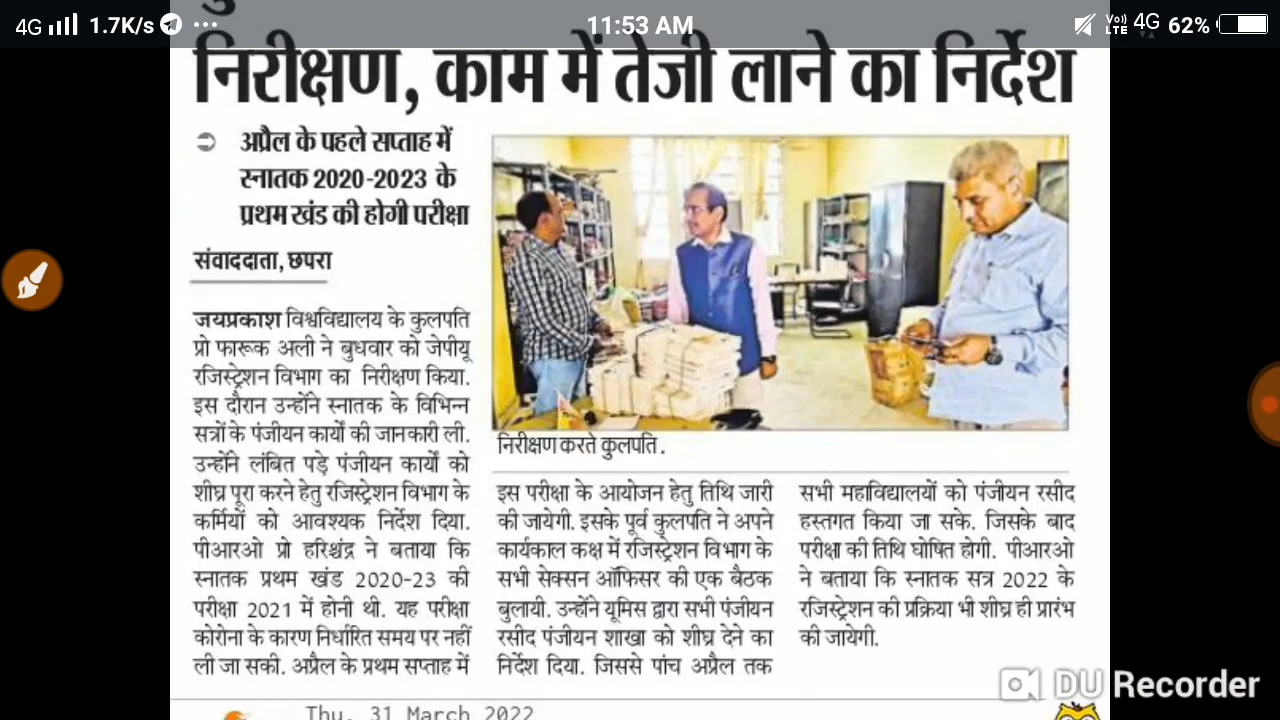 4G 1.7K/s 11:53 AM Vo)) LTE 4G 62%
निरीक्षण, काम में तेजी लाने का निर्देश
अप्रैल के पहले सप्ताह में
स्नातक 2020-2023 के
प्रथम खंड की होगी परीक्षा
संवाददाता, छपरा
जयप्रकाश विश्वविद्यालय के कुलपति
प्रो फारूक अली ने बुधवार को जेपीयू
रजिस्ट्रेशन विभाग का निरीक्षण किया.
इस दौरान उन्होंने स्नातक के विभिन्न
सत्रों के पंजीयन कार्यों की जानकारी ली.
उन्होंने लंबित पड़े पंजीयन कार्यों को
शीघ्र पूरा करने हेतु रजिस्ट्रेशन विभाग के
कर्मियों को आवश्यक निर्देश दिया.
पीआरओ प्रो हरिश्चंद्र ने बताया कि
स्नातक प्रथम खंड 2020-23 की
परीक्षा 2021 में होनी थी. यह परीक्षा
कोरोना के कारण निर्धारित समय पर नहीं
ली जा सकी. अप्रैल के प्रथम सप्ताह में
निरीक्षण करते कुलपति.
इस परीक्षा के आयोजन हेतु तिथि जारी
की जायेगी. इसके पूर्व कुलपति ने अपने
कार्यकाल कक्ष में रजिस्ट्रेशन विभाग के
सभी सेक्सन ऑफिसर की एक बैठक
बुलायी. उन्होंने यूमिस द्वारा सभी पंजीयन
रसीद पंजीयन शाखा को शीघ्र देने का
निर्देश दिया. जिससे पांच अप्रैल तक
सभी महाविद्यालयों को पंजीयन रसीद
हस्तगत किया जा सके. जिसके बाद
परीक्षा की तिथि घोषित होगी. पीआरओ
ने बताया कि स्नातक सत्र 2022 के
रजिस्ट्रेशन की प्रक्रिया भी शीघ्र ही प्रारंभ
की जायेगी.
DU Recorder
Thu, 31 March 2022